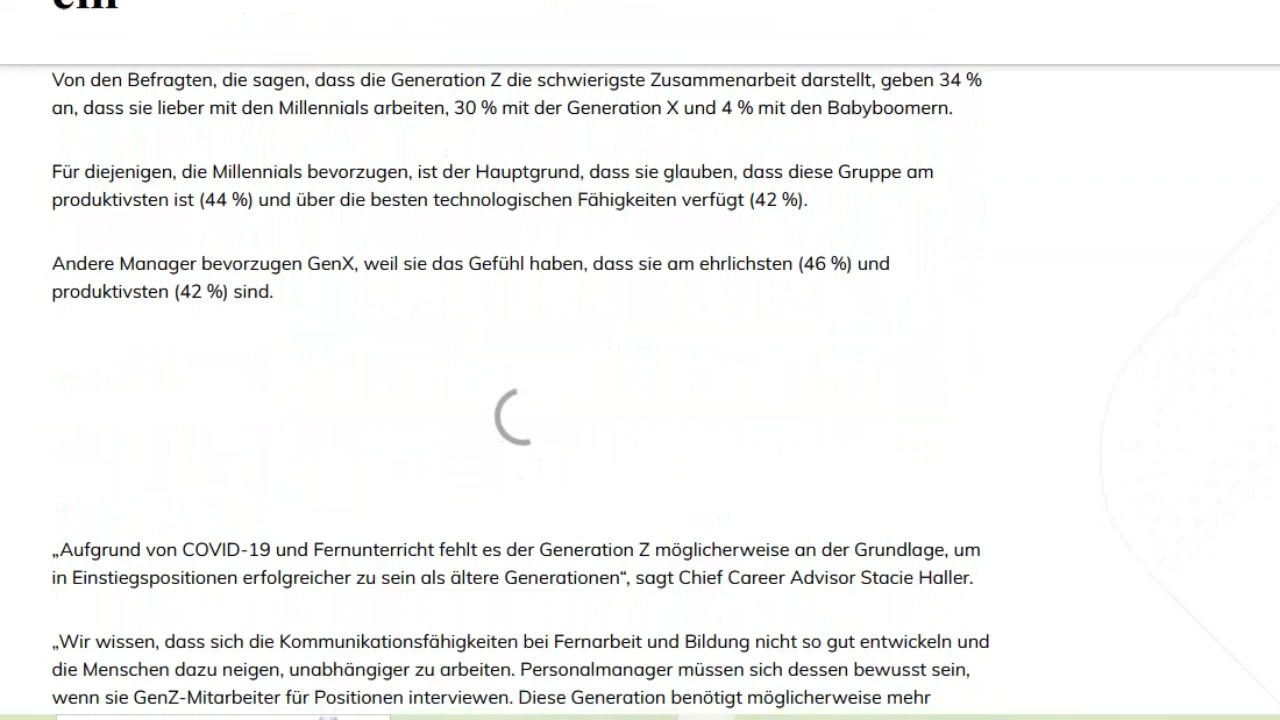 Von den Befragten, die sagen, dass die Generation Z die schwierigste Zusammenarbeit darstellt, geben 34 %
an, dass sie lieber mit den Millennials arbeiten, 30 % mit der Generation X und 4 % mit den Babyboomern.
Für diejenigen, die Millennials bevorzugen, ist der Hauptgrund, dass sie glauben, dass diese Gruppe am
produktivsten ist (44 %) und über die besten technologischen Fähigkeiten verfügt (42 %).
Andere Manager bevorzugen GenX, weil sie das Gefühl haben, dass sie am ehrlichsten (46 %) und
produktivsten (42 %) sind.
„Aufgrund von COVID-19 und Fernunterricht fehlt es der Generation Z möglicherweise an der Grundlage, um
in Einstiegspositionen erfolgreicher zu sein als ältere Generationen“, sagt Chief Career Advisor Stacie Haller.
„Wir wissen, dass sich die Kommunikationsfähigkeiten bei Fernarbeit und Bildung nicht so gut entwickeln und
die Menschen dazu neigen, unabhängiger zu arbeiten. Personalmanager müssen sich dessen bewusst sein,
wenn sie GenZ-Mitarbeiter für Positionen interviewen. Diese Generation benötigt möglicherweise mehr